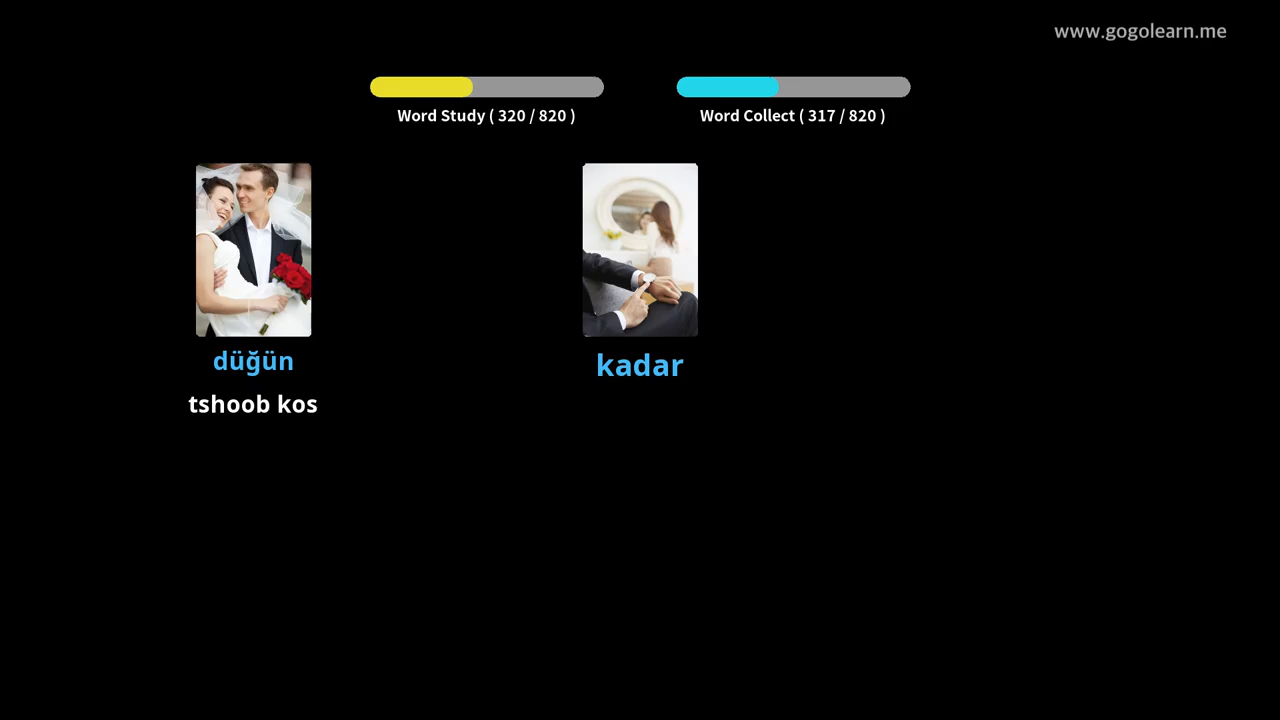 www.gogolearn.me
Word Study ( 320 / 820 )
Word Collect ( 317 / 820 )
düğün
kadar
tshoob kos